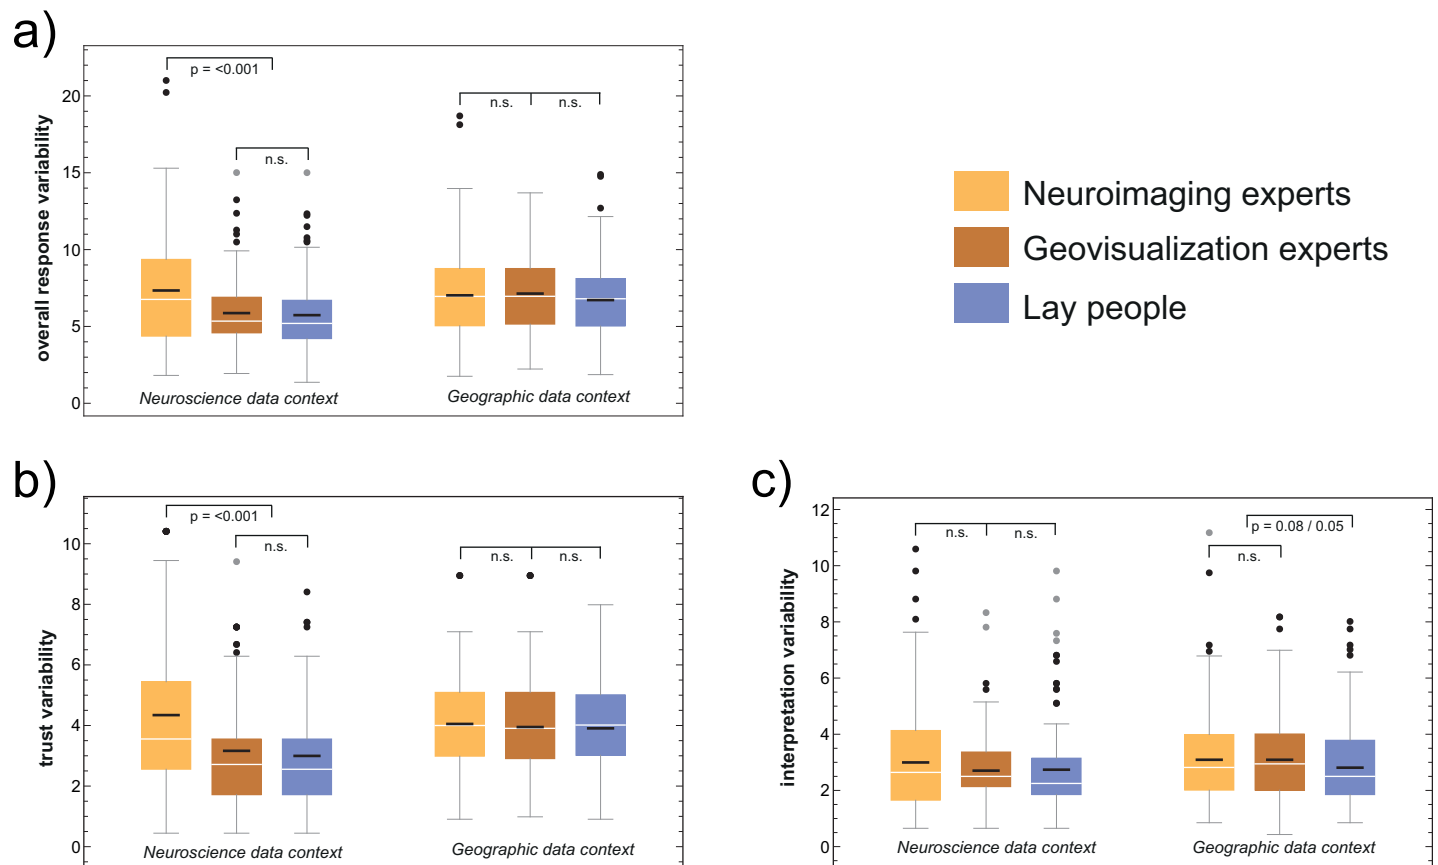 a)
overall response variability
20
15
10
5
0
p = <0.001
n.s.
n.s.
n.s.
Neuroscience data context
Geographic data context
Neuroimaging experts
Geovisualization experts
Lay people
b)
trust variability
10
8
6
4
2
0
p = <0.001
n.s.
n.s.
n.s.
Neuroscience data context
Geographic data context
c)
interpretation variability
12
10
8
6
4
2
0
n.s.
n.s.
p = 0.08 / 0.05
n.s.
Neuroscience data context
Geographic data context